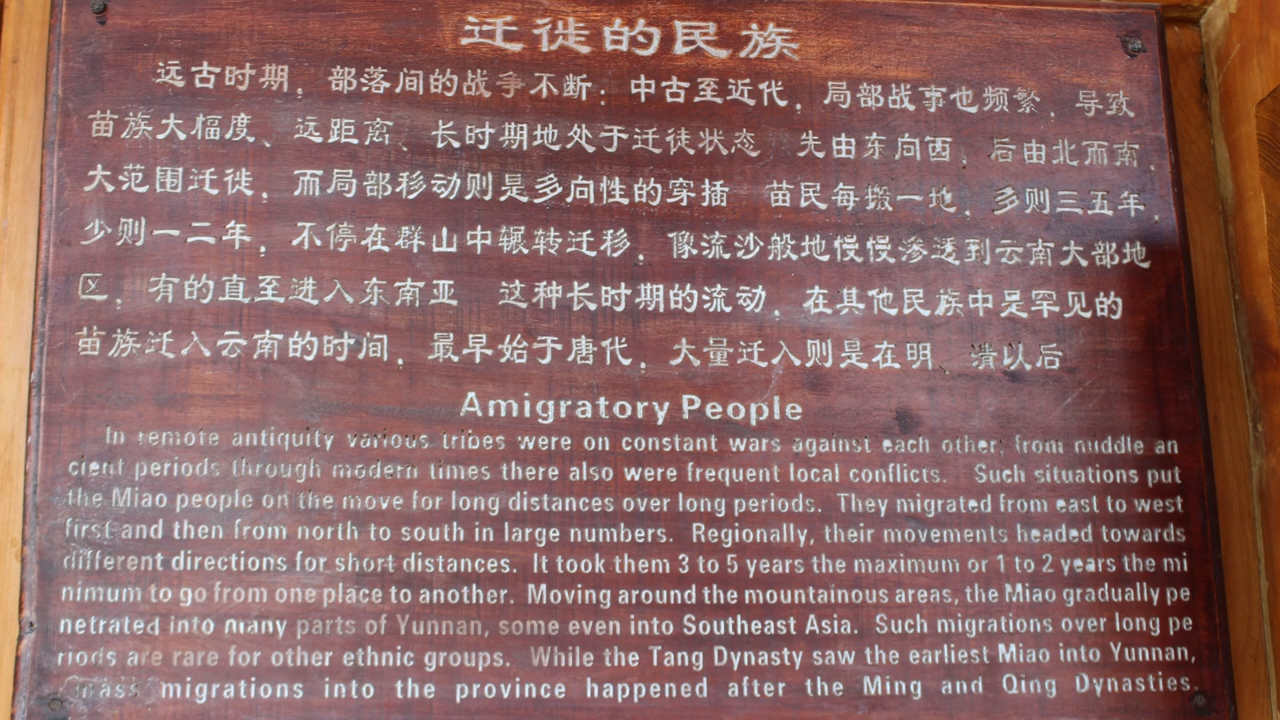 迁徙的民族
远古时期，部落间的战争不断；中古至近代，局部战事也频繁，导致
苗族大幅度、远距离、长时期地处于迁徒状态 先由东向西，后由北而南，
大范围迁徙，而局部移动则是多向性的穿插 苗民每搬一地，多则三五年，
少则一二年，不停在群山中辗转迁移，像流沙般地慢慢渗透到云南大部地
区，有的直至进入东南亚 这种长时期的流动，在其他民族中是罕见的
苗族迁入云南的时间，最早始于唐代，大量迁入则是在明、清以后
Amigratory People
In remote antiquity various tribes were on constant wars against each other; from middle an
cient periods through modern times there also were frequent local conflicts. Such situations put
the Miao people on the move for long distances over long periods. They migrated from east to west
first and then from north to south in large numbers. Regionally, their movements headed towards
different directions for short distances. It took them 3 to 5 years the maximum or 1 to 2 years the mi
nimum to go from one place to another. Moving around the mountainous areas, the Miao gradually pe
netrated into many parts of Yunnan, some even into Southeast Asia. Such migrations over long pe
riods are rare for other ethnic groups. While the Tang Dynasty saw the earliest Miao into Yunnan,
mass migrations into the province happened after the Ming and Qing Dynasties.